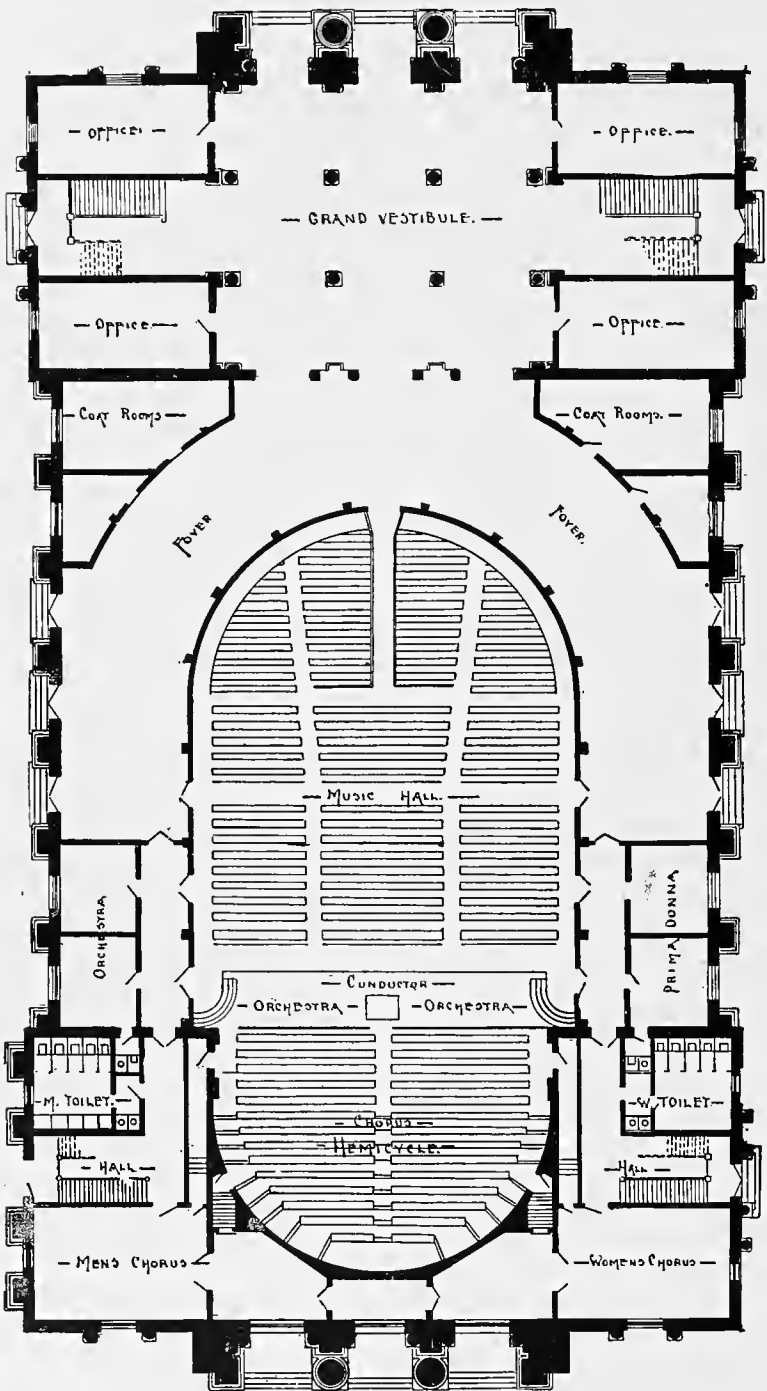 — OFFICE! —
— OFFICE. —
— GRAND VESTIBULE. —
— OFFICE. —
— OFFICE. —
— COAT ROOMS —
— COAT ROOMS. —
FOYER
FOYER.
— MUSIC HALL. —
ORCHESTRA
PRIMA DONNA
— CONDUCTOR —
— ORCHESTRA — — ORCHESTRA —
— M. TOILET. —
— W. TOILET —
— CHORUS —
— HEMICYCLE. —
— HALL —
— HALL —
— MENS CHORUS —
— WOMENS CHORUS —